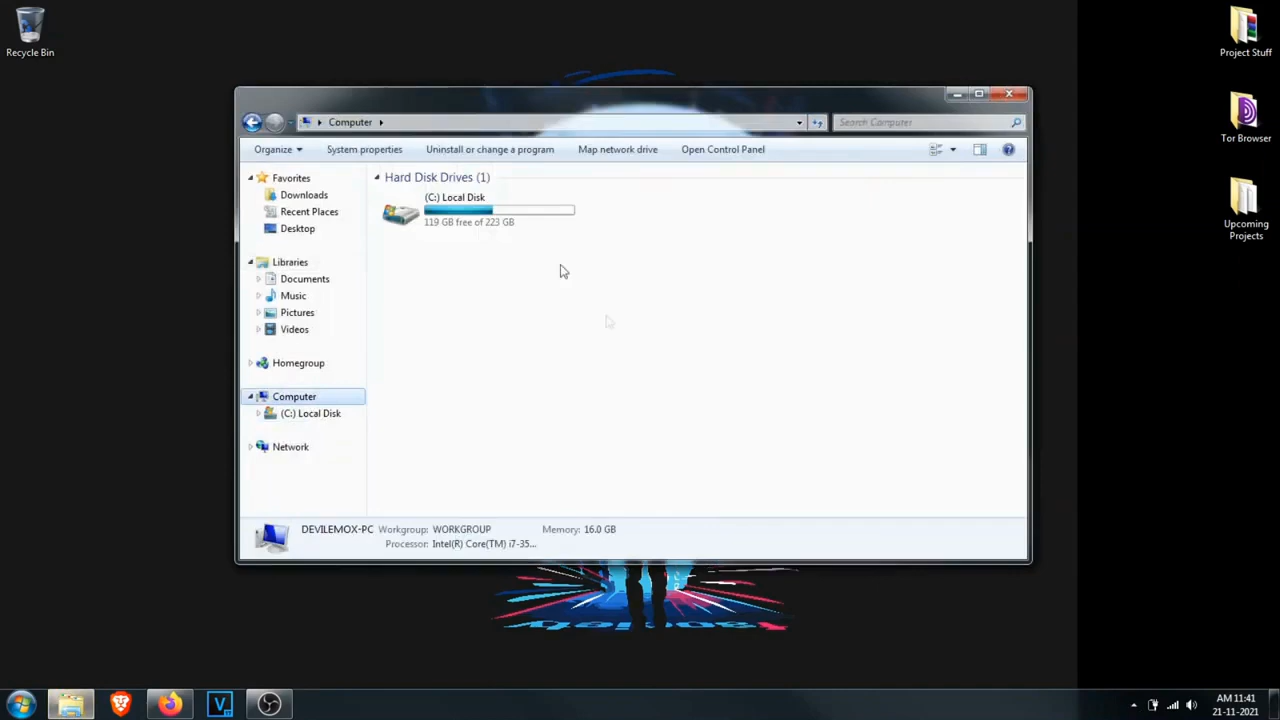 Recycle Bin
Project Stuff
Tor Browser
Upcoming
Projects
Computer
Search Computer
Organize
System properties
Uninstall or change a program
Map network drive
Open Control Panel
Favorites
Downloads
Recent Places
Desktop
Libraries
Documents
Music
Pictures
Videos
Homegroup
Computer
(C:) Local Disk
Network
Hard Disk Drives (1)
(C:) Local Disk
119 GB free of 223 GB
DEVILEMOX-PC Workgroup: WORKGROUP Memory: 16.0 GB
Processor: Intel(R) Core(TM) i7-35...
V
AM 11:41
21-11-2021